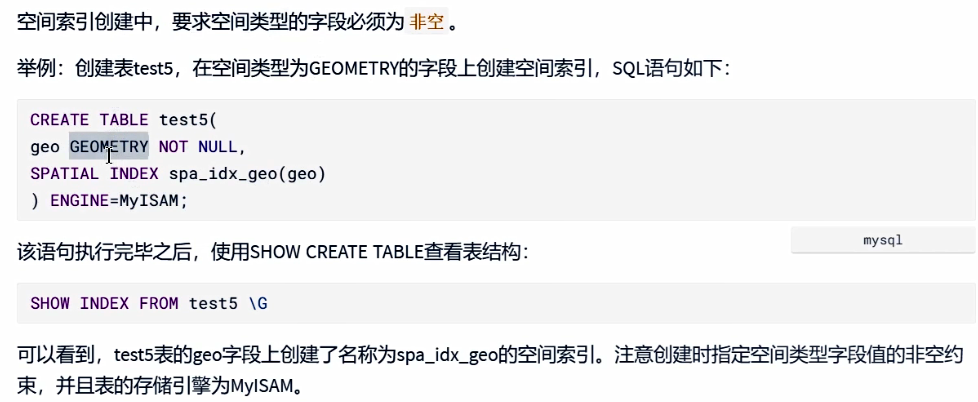 空间索引创建中，要求空间类型的字段必须为 非空 。
举例：创建表test5，在空间类型为GEOMETRY的字段上创建空间索引，SQL语句如下：
CREATE TABLE test5(
geo GEOMETRY NOT NULL,
SPATIAL INDEX spa_idx_geo(geo)
) ENGINE=MyISAM;
该语句执行完毕之后，使用SHOW CREATE TABLE查看表结构：
mysql
SHOW INDEX FROM test5 \G
可以看到，test5表的geo字段上创建了名称为spa_idx_geo的空间索引。注意创建时指定空间类型字段值的非空约
束，并且表的存储引擎为MyISAM。